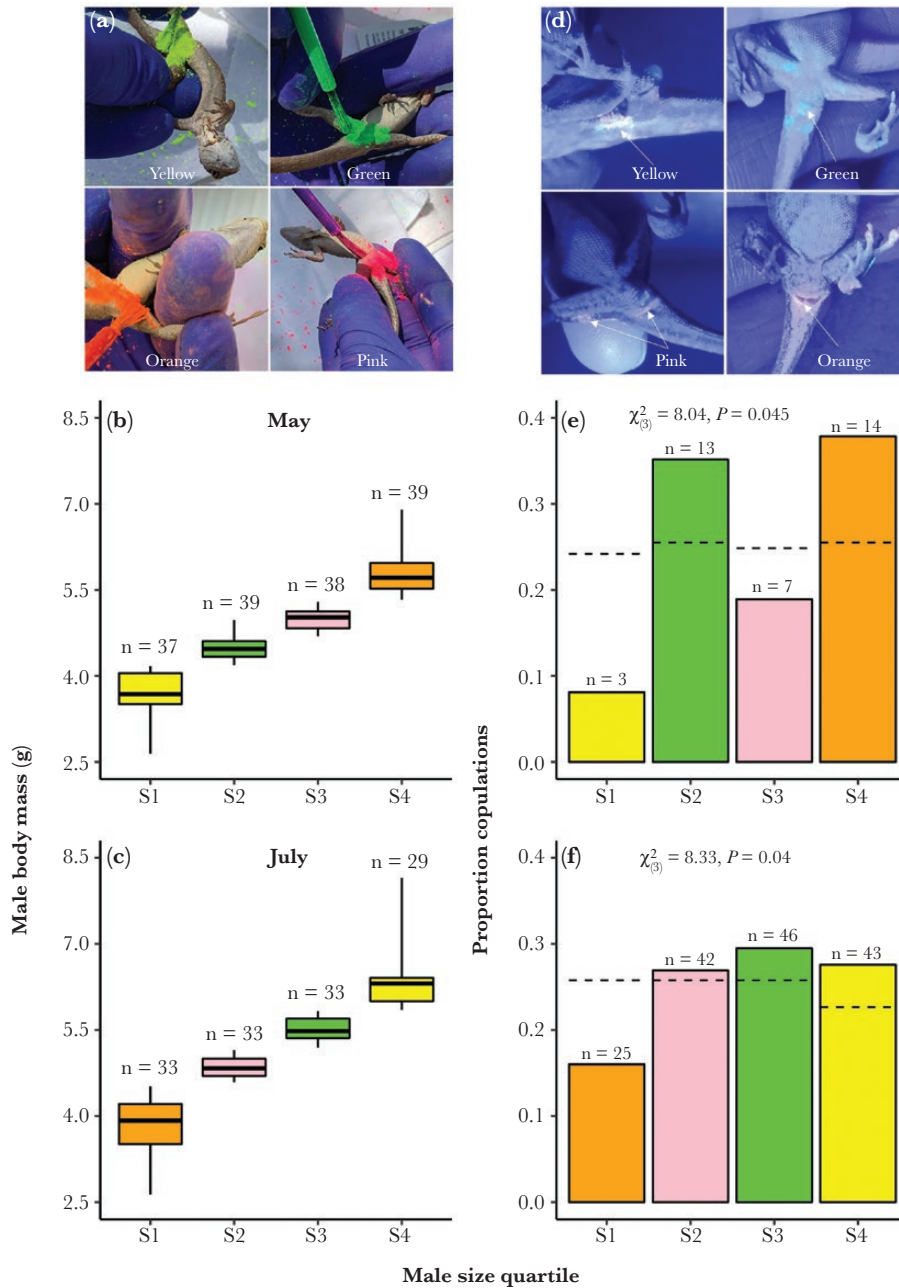 (a)
Yellow
Green
Orange
Pink
(d)
Yellow
Green
Pink
Orange
Male body mass (g)
(b)
May
8.5
7.0
5.5
4.0
2.5
n = 37
n = 39
n = 38
n = 39
S1
S2
S3
S4
(c)
July
8.5
7.0
5.5
4.0
2.5
n = 33
n = 33
n = 33
n = 29
S1
S2
S3
S4
Proportion copulations
(e)
χ²₍₃₎ = 8.04, P = 0.045
0.4
0.3
0.2
0.1
0.0
n = 3
n = 13
n = 7
n = 14
S1
S2
S3
S4
(f)
χ²₍₃₎ = 8.33, P = 0.04
0.4
0.3
0.2
0.1
0.0
n = 25
n = 42
n = 46
n = 43
S1
S2
S3
S4
Male size quartile